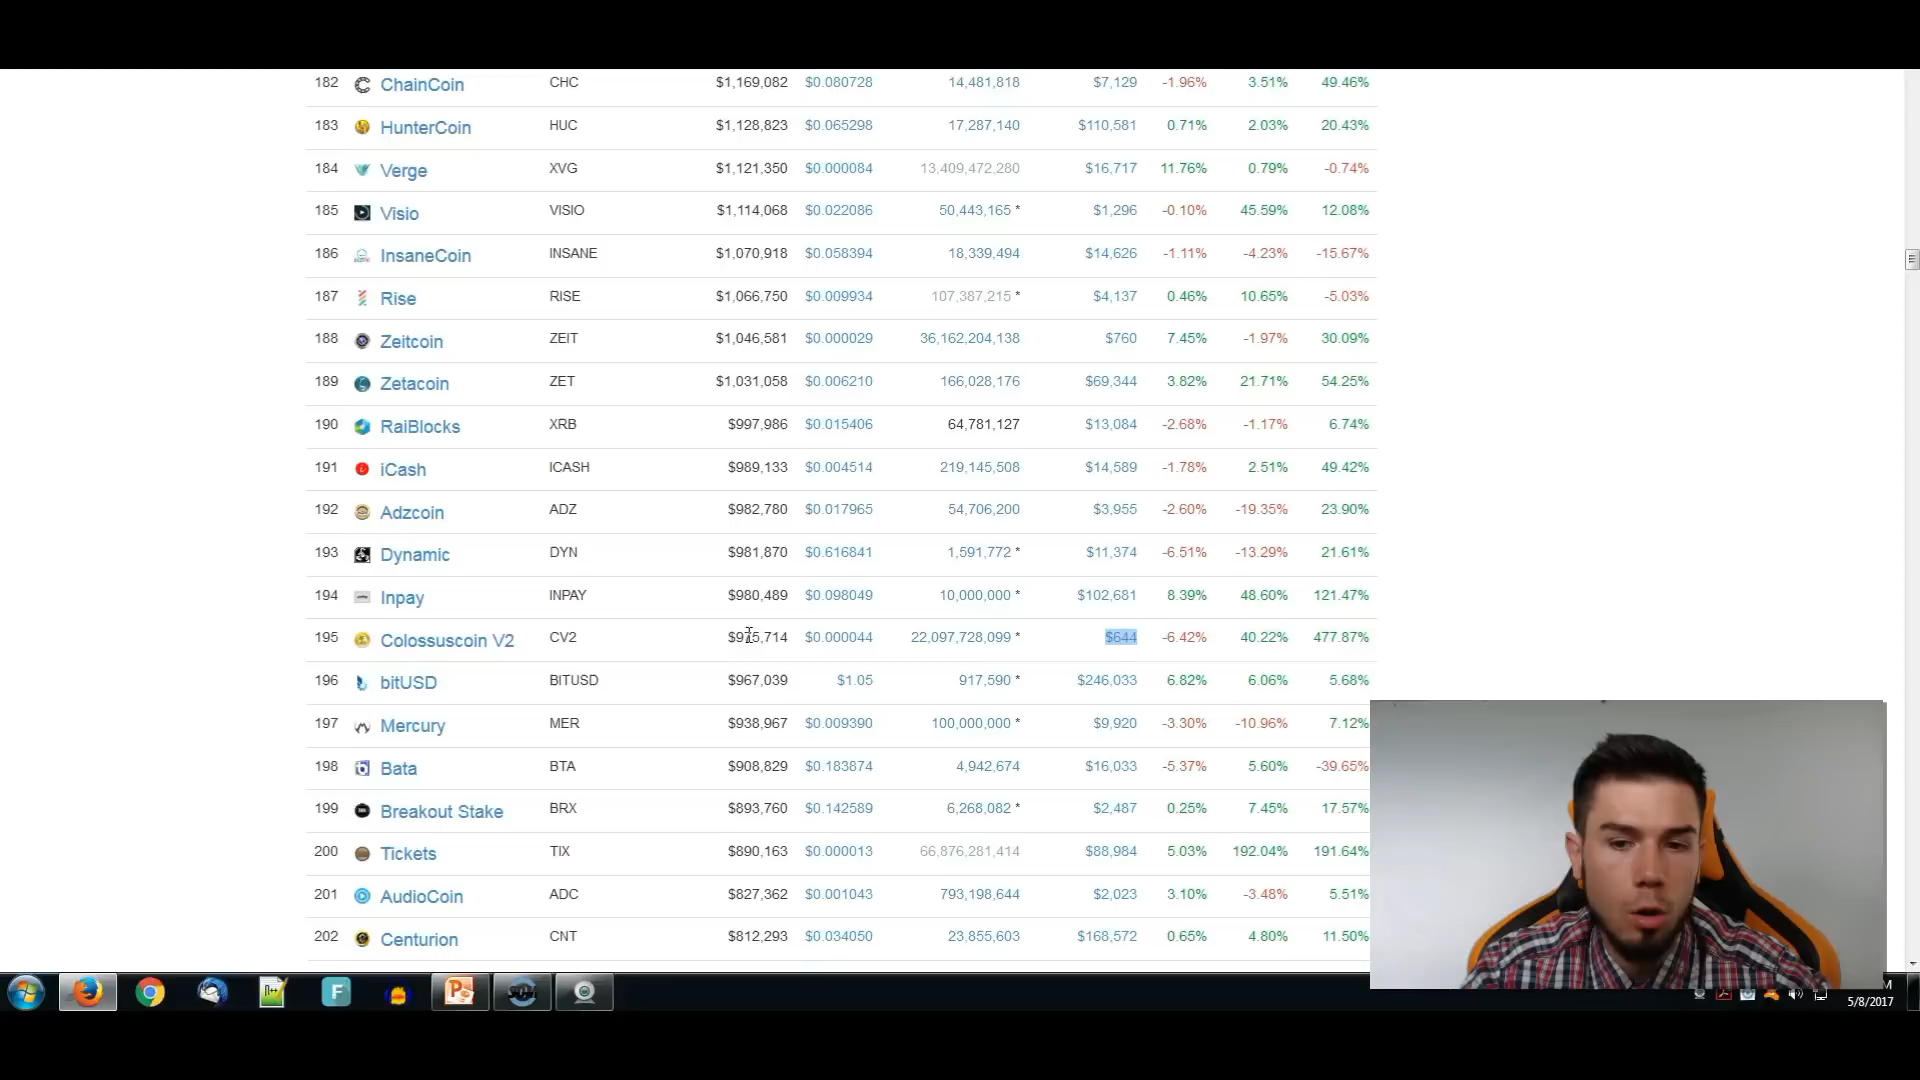 182 ChainCoin CHC $1,169,082 $0.080728 14,481,818 $7,129 -1.96% 3.51% 49.46%
183 HunterCoin HUC $1,128,823 $0.065298 17,287,140 $110,581 0.71% 2.03% 20.43%
184 Verge XVG $1,121,350 $0.000084 13,409,472,280 $16,717 11.76% 0.79% -0.74%
185 Visio VISIO $1,114,068 $0.022086 50,443,165 * $1,296 -0.10% 45.59% 12.08%
186 InsaneCoin INSANE $1,070,918 $0.058394 18,339,494 $14,626 -1.11% -4.23% -15.67%
187 Rise RISE $1,066,750 $0.009934 107,387,215 * $4,137 0.46% 10.65% -5.03%
188 Zeitcoin ZEIT $1,046,581 $0.000029 36,162,204,138 $760 7.45% -1.97% 30.09%
189 Zetacoin ZET $1,031,058 $0.006210 166,028,176 $69,344 3.82% 21.71% 54.25%
190 RaiBlocks XRB $997,986 $0.015406 64,781,127 $13,084 -2.68% -1.17% 6.74%
191 iCash ICASH $989,133 $0.004514 219,145,508 $14,589 -1.78% 2.51% 49.42%
192 Adzcoin ADZ $982,780 $0.017965 54,706,200 $3,955 -2.60% -19.35% 23.90%
193 Dynamic DYN $981,870 $0.616841 1,591,772 * $11,374 -6.51% -13.29% 21.61%
194 Inpay INPAY $980,489 $0.098049 10,000,000 * $102,681 8.39% 48.60% 121.47%
195 Colossuscoin V2 CV2 $975,714 $0.000044 22,097,728,099 * $644 -6.42% 40.22% 477.87%
196 bitUSD BITUSD $967,039 $1.05 917,590 * $246,033 6.82% 6.06% 5.68%
197 Mercury MER $938,967 $0.009390 100,000,000 * $9,920 -3.30% -10.96% 7.12%
198 Bata BTA $908,829 $0.183874 4,942,674 $16,033 -5.37% 5.60% -39.65%
199 Breakout Stake BRX $893,760 $0.142589 6,268,082 * $2,487 0.25% 7.45% 17.57%
200 Tickets TIX $890,163 $0.000013 66,876,281,414 $88,984 5.03% 192.04% 191.64%
201 AudioCoin ADC $827,362 $0.001043 793,198,644 $2,023 3.10% -3.48% 5.51%
202 Centurion CNT $812,293 $0.034050 23,855,603 $168,572 0.65% 4.80% 11.50%
5/8/2017